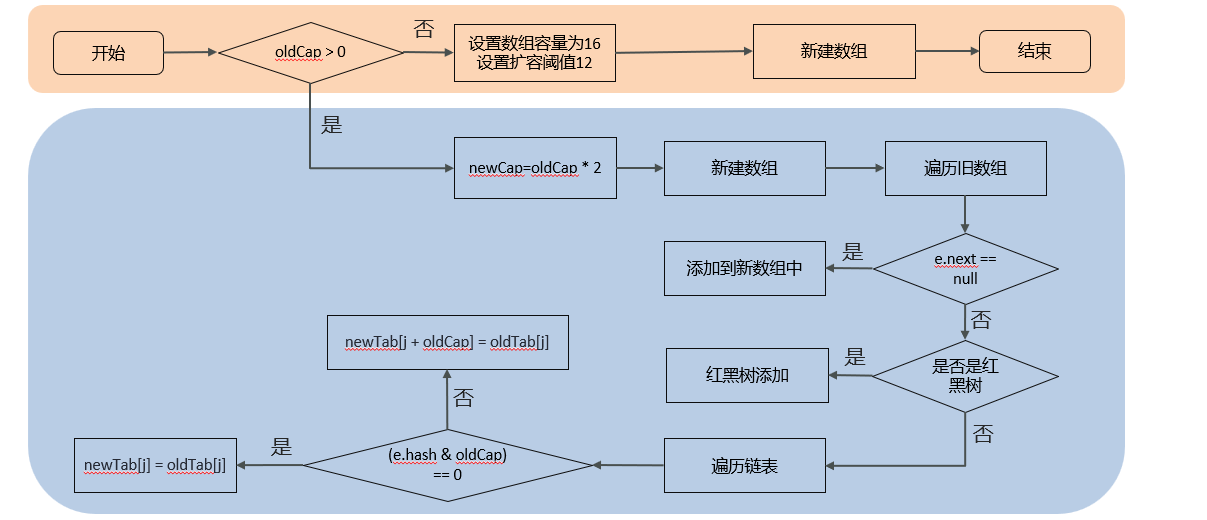 开始
oldCap > 0
否
设置数组容量为16
设置扩容阈值12
新建数组
结束
是
newCap=oldCap * 2
新建数组
遍历旧数组
e.next ==
null
是
添加到新数组中
否
是否是红
黑树
是
红黑树添加
否
遍历链表
(e.hash & oldCap)
== 0
否
newTab[j + oldCap] = oldTab[j]
是
newTab[j] = oldTab[j]